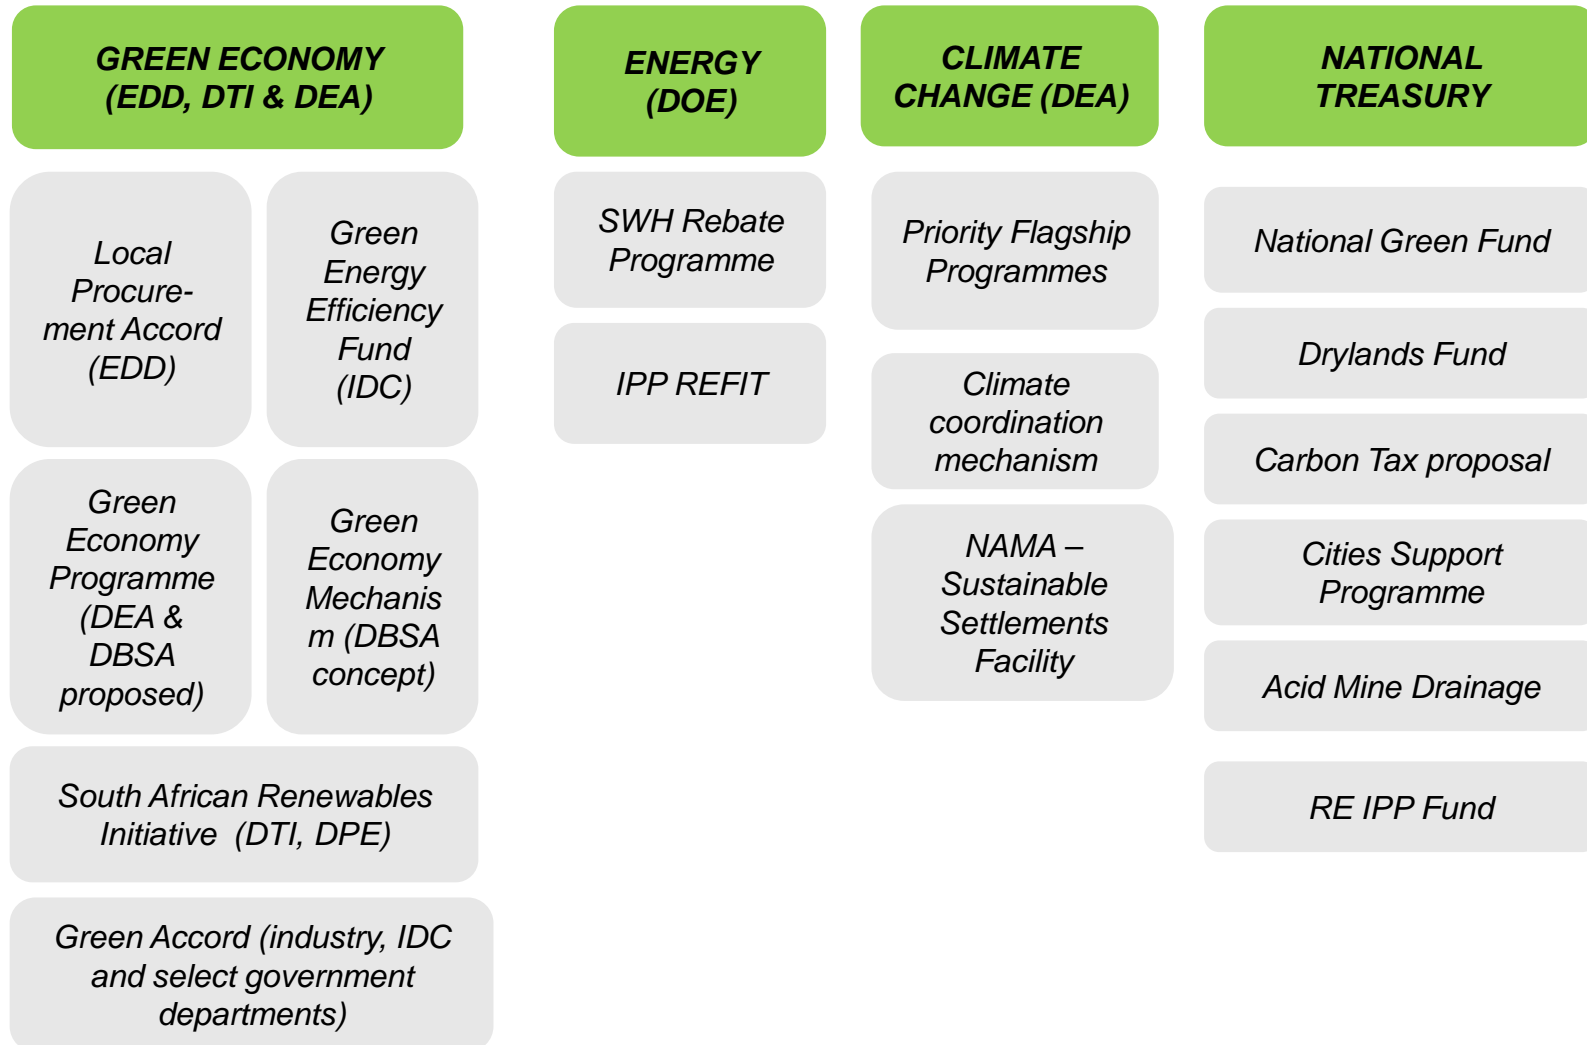 GREEN ECONOMY
(EDD, DTI & DEA)
Local
Procure-
ment Accord
(EDD)
Green
Energy
Efficiency
Fund
(IDC)
Green
Economy
Programme
(DEA &
DBSA
proposed)
Green
Economy
Mechanis
m (DBSA
concept)
South African Renewables
Initiative (DTI, DPE)
Green Accord (industry, IDC
and select government
departments)
ENERGY
(DOE)
SWH Rebate
Programme
IPP REFIT
CLIMATE
CHANGE (DEA)
Priority Flagship
Programmes
Climate
coordination
mechanism
NAMA –
Sustainable
Settlements
Facility
NATIONAL
TREASURY
National Green Fund
Drylands Fund
Carbon Tax proposal
Cities Support
Programme
Acid Mine Drainage
RE IPP Fund